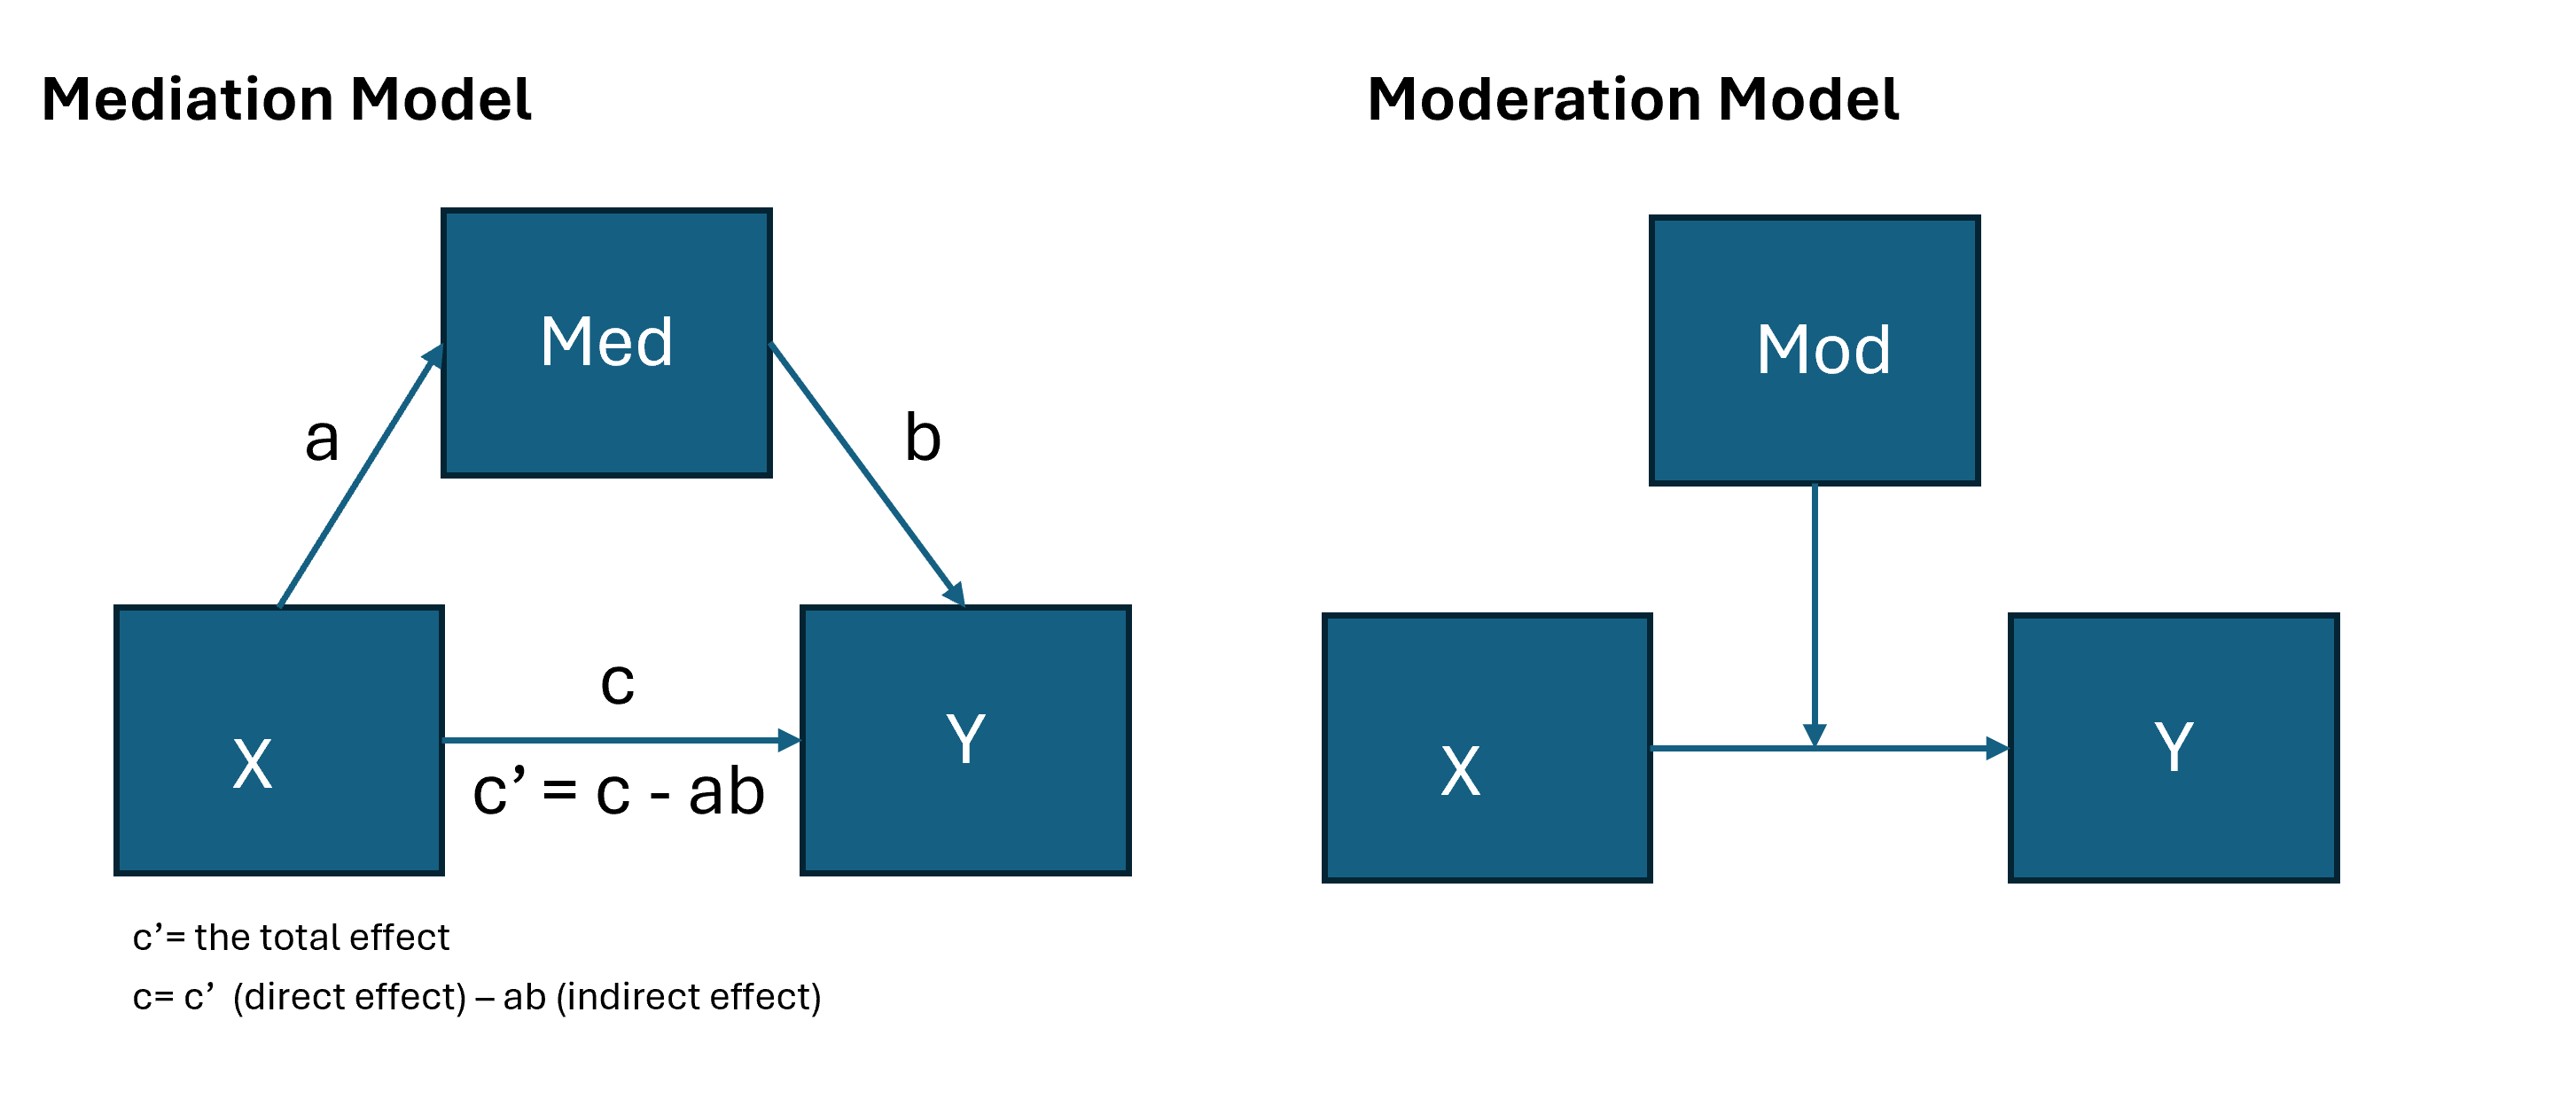 Mediation Model
Med
a
b
X
c
c’ = c - ab
Y
c’= the total effect
c= c’ (direct effect) – ab (indirect effect)
Moderation Model
Mod
X
Y